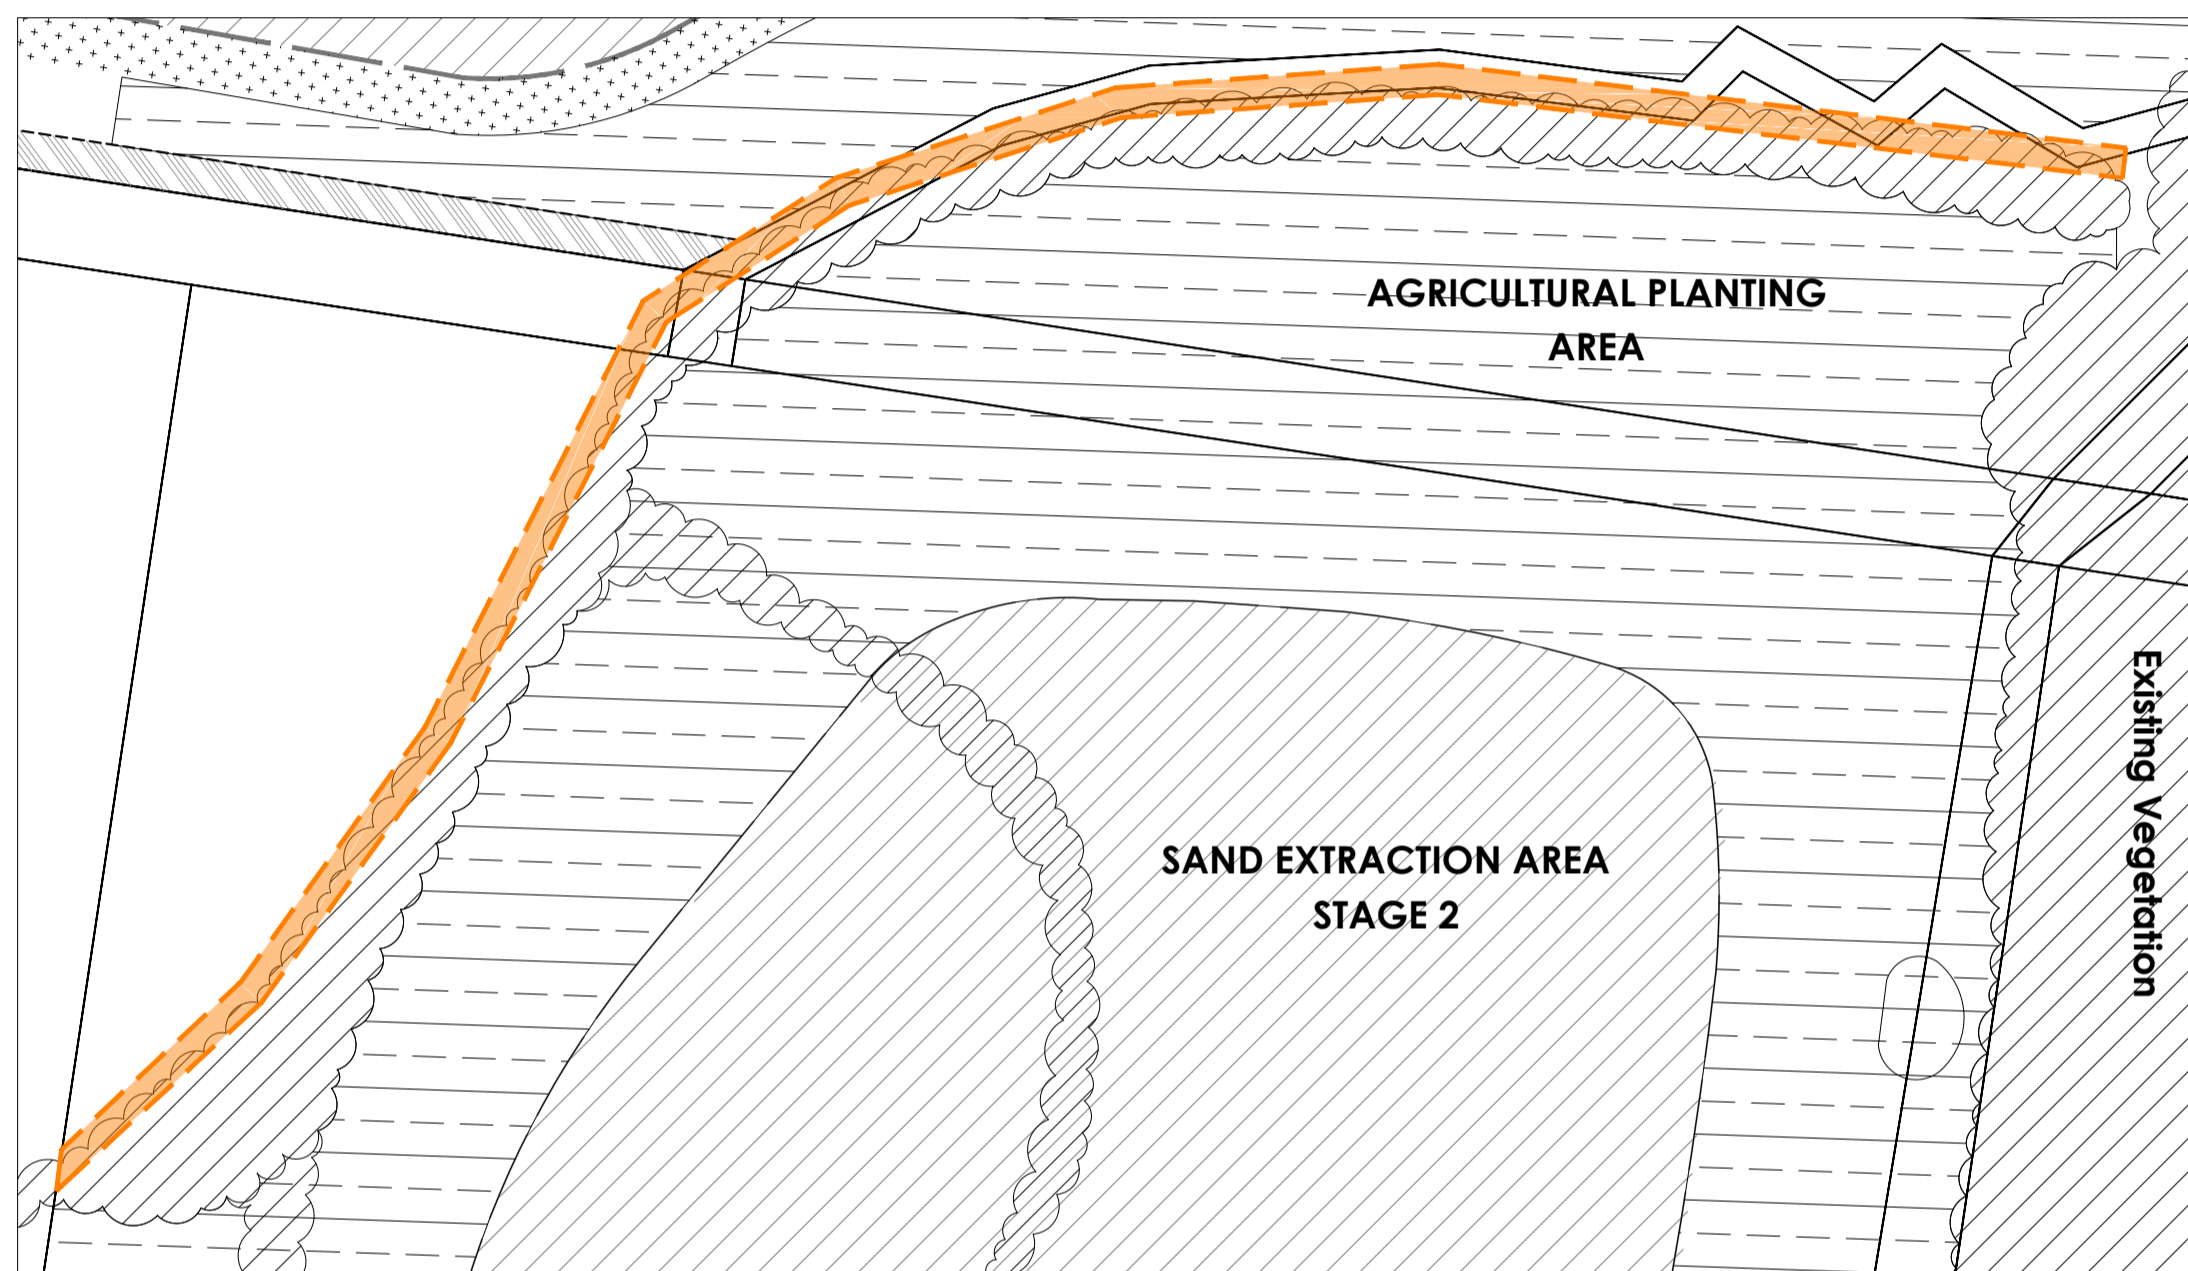 AGRICULTURAL PLANTING
AREA
SAND EXTRACTION AREA
STAGE 2
Existing Vegetation